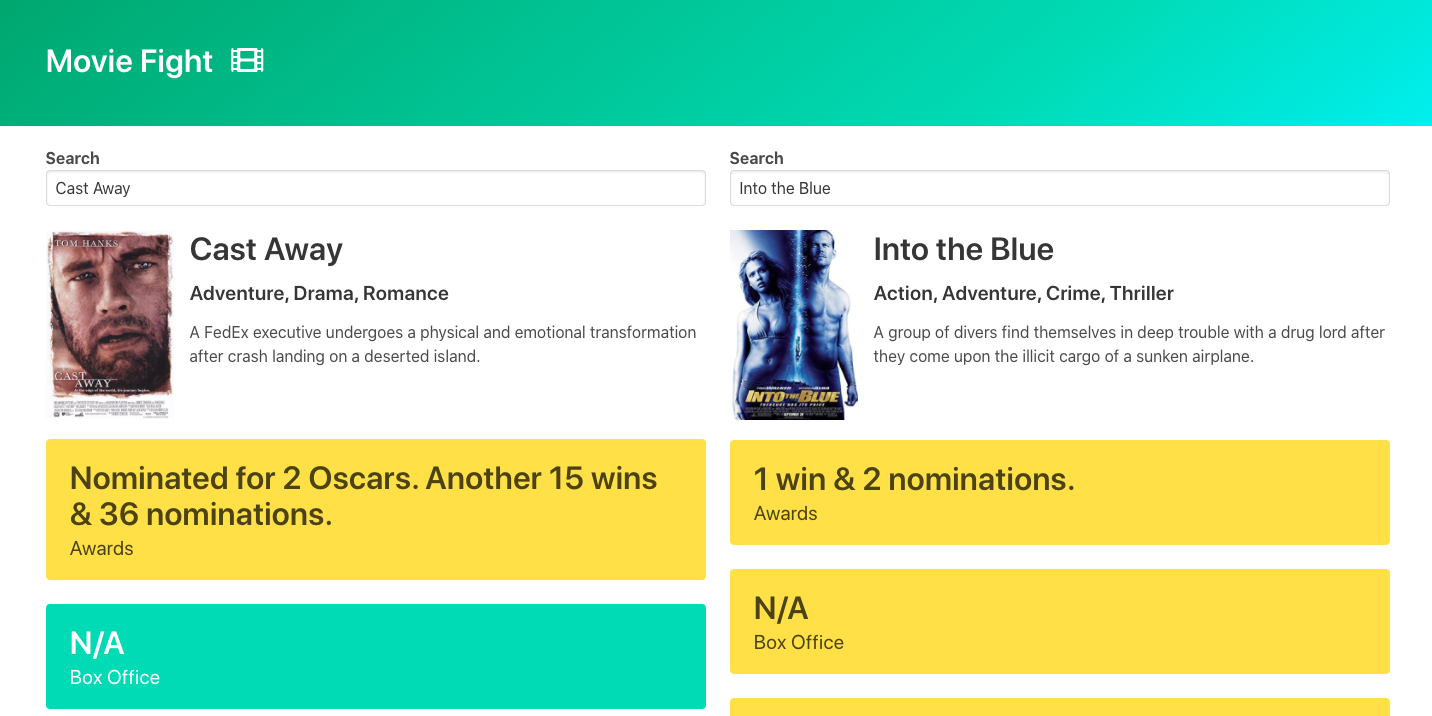 Movie Fight
Search
Cast Away
TOM HANKS
CAST
AWAY
Cast Away
Adventure, Drama, Romance
A FedEx executive undergoes a physical and emotional transformation
after crash landing on a deserted island.
Nominated for 2 Oscars. Another 15 wins
& 36 nominations.
Awards
N/A
Box Office
Search
Into the Blue
INTO THE BLUE
Into the Blue
Action, Adventure, Crime, Thriller
A group of divers find themselves in deep trouble with a drug lord after
they come upon the illicit cargo of a sunken airplane.
1 win & 2 nominations.
Awards
N/A
Box Office